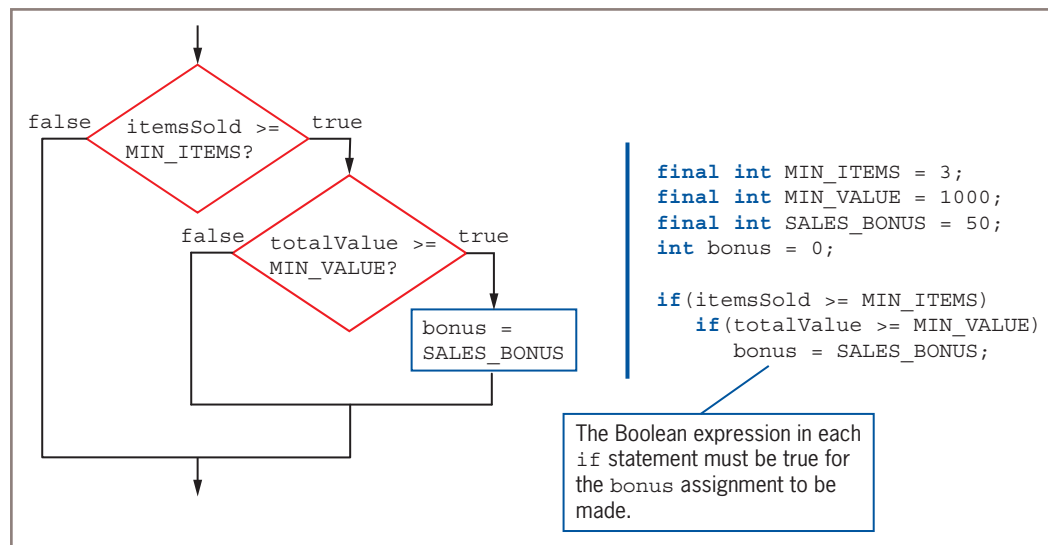 false
itemsSold >=
MIN_ITEMS?
true
false
totalValue >=
MIN_VALUE?
true
bonus =
SALES_BONUS
final int MIN_ITEMS = 3;
final int MIN_VALUE = 1000;
final int SALES_BONUS = 50;
int bonus = 0;
if(itemsSold >= MIN_ITEMS)
if(totalValue >= MIN_VALUE)
bonus = SALES_BONUS;
The Boolean expression in each
if statement must be true for
the bonus assignment to be
made.